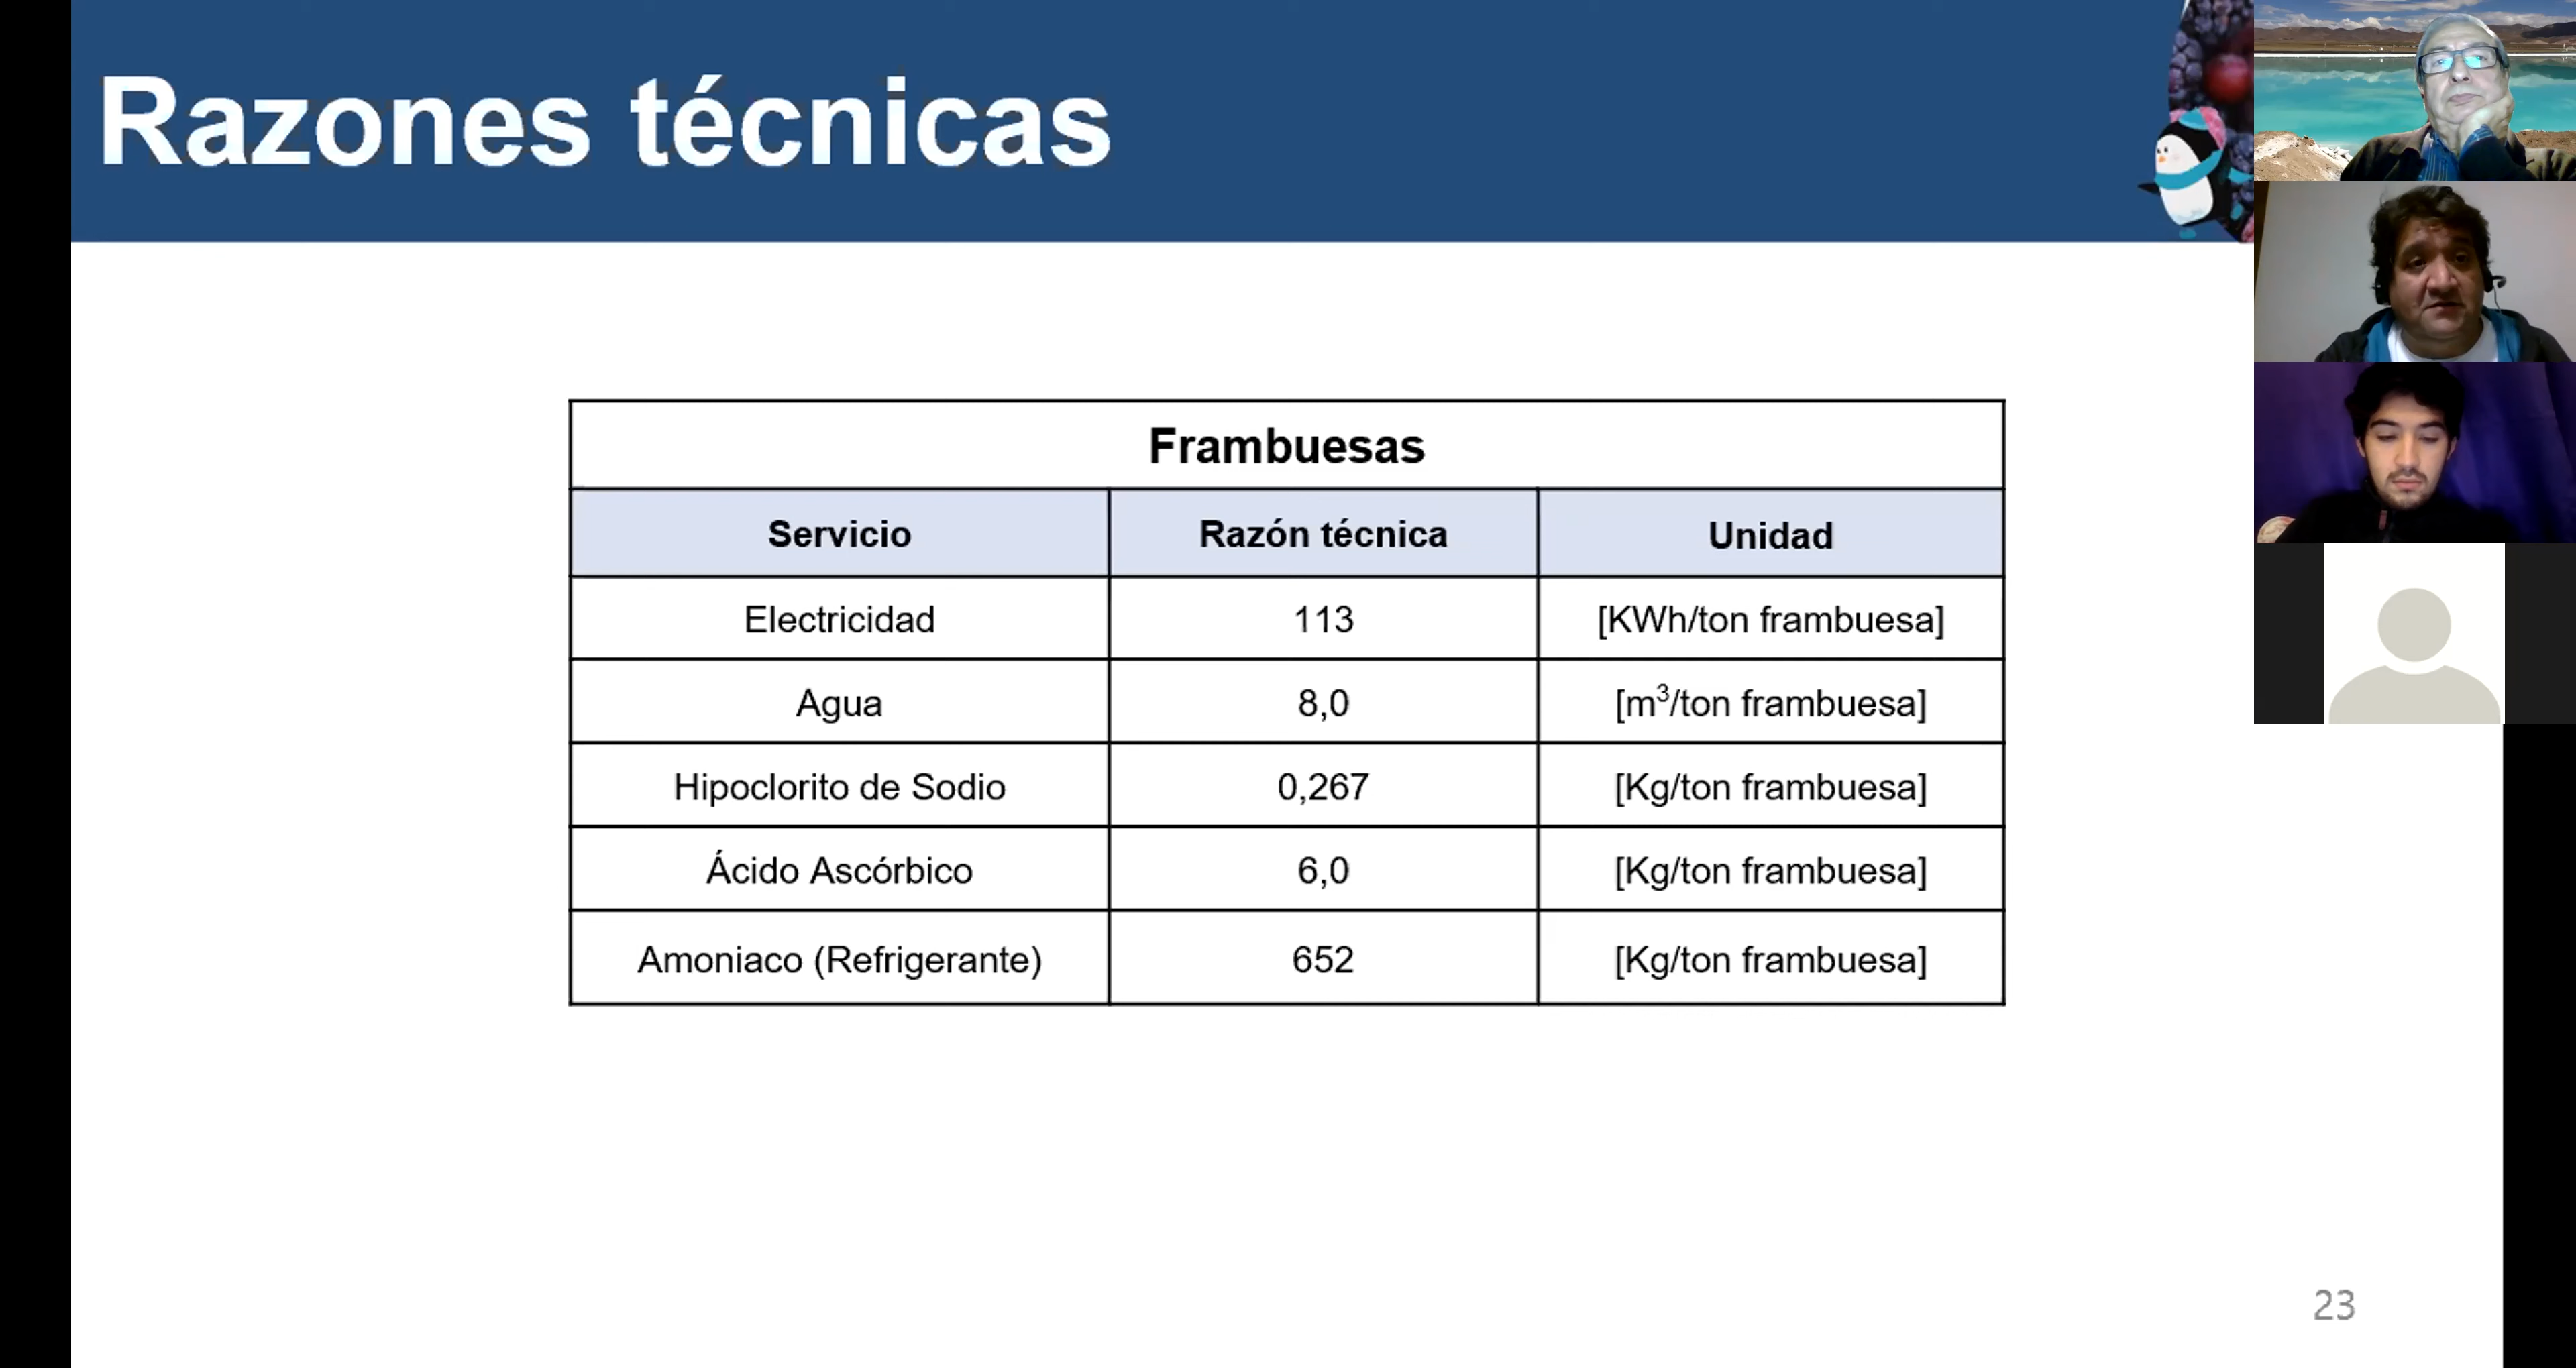 Razones técnicas
Frambuesas
Servicio Razón técnica Unidad
Electricidad 113 [KWh/ton frambuesa]
Agua 8,0 [m³/ton frambuesa]
Hipoclorito de Sodio 0,267 [Kg/ton frambuesa]
Ácido Ascórbico 6,0 [Kg/ton frambuesa]
Amoniaco (Refrigerante) 652 [Kg/ton frambuesa]
23